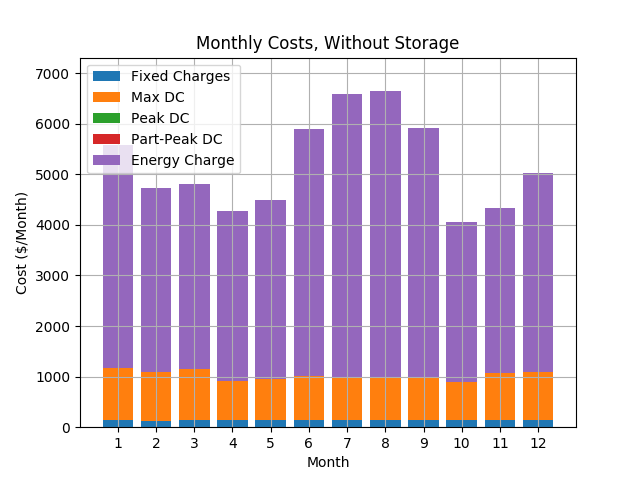 Monthly Costs, Without Storage
7000
6000
5000
4000
3000
2000
1000
0
Cost ($/Month)
Fixed Charges
Max DC
Peak DC
Part-Peak DC
Energy Charge
1 2 3 4 5 6 7 8 9 10 11 12
Month